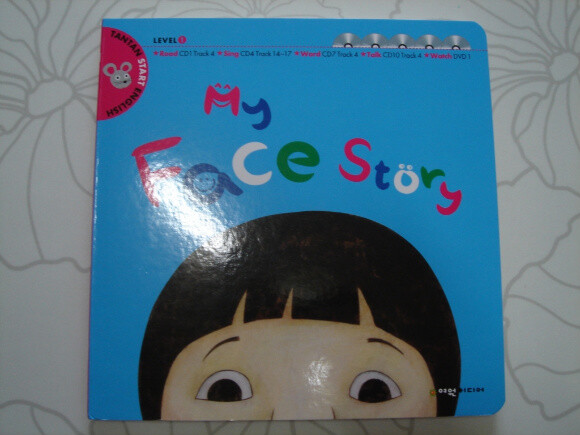 TANTAN START ENGLISH
LEVEL 1
★Read CD1 Track 4 ★Sing CD4 Track 14-17 ★Word CD7 Track 4 ★Talk CD10 Track 4 ★Watch DVD 1
My
Face Story